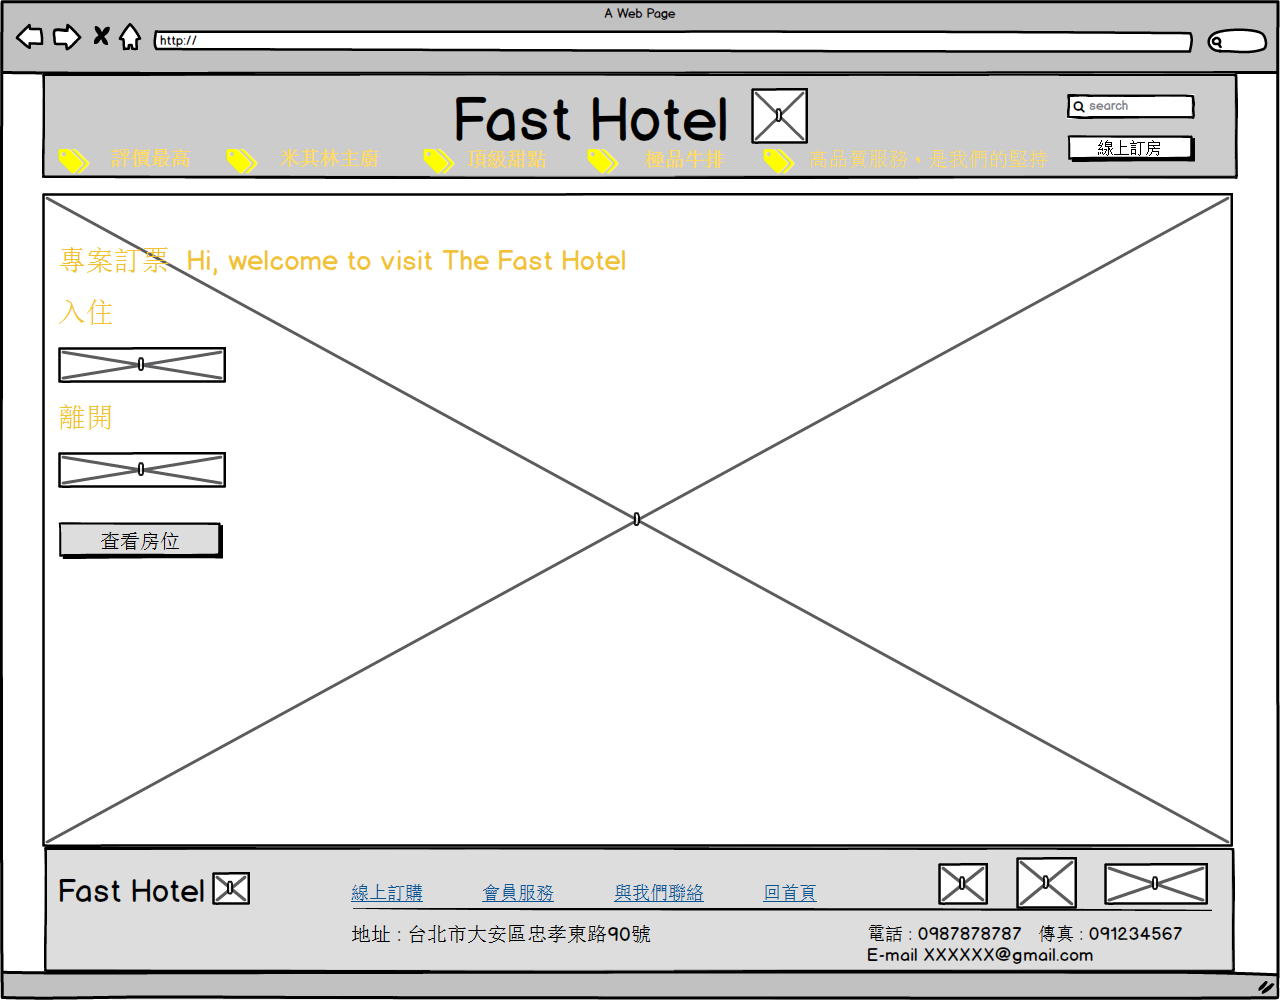 A Web Page
http://
Fast Hotel
search
評價最高
米其林主廚
頂級甜點
極品牛排
高品質服務，是我們的堅持
線上訂房
專案訂票 Hi, welcome to visit The Fast Hotel
入住
離開
查看房位
Fast Hotel
線上訂購
會員服務
與我們聯絡
回首頁
地址 : 台北市大安區忠孝東路90號
電話 : 0987878787 傳真 : 091234567
E-mail XXXXXX@gmail.com